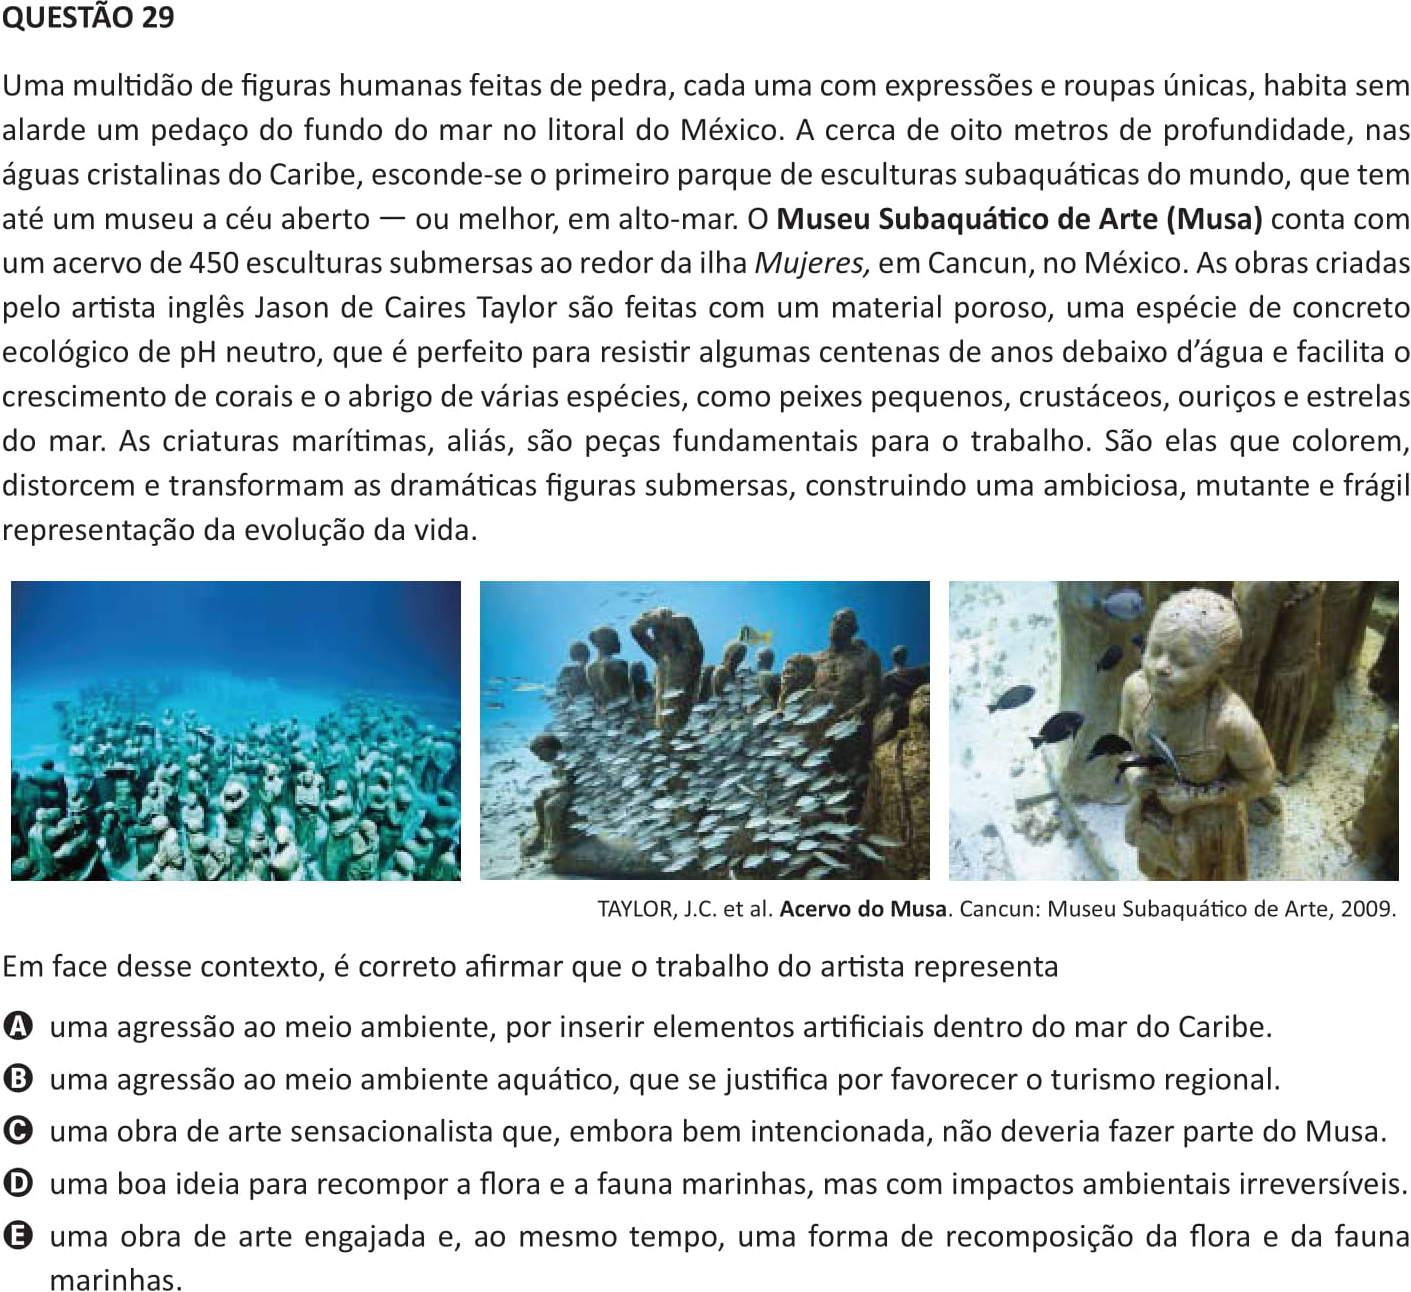 QUESTÃO 29
Uma multidão de figuras humanas feitas de pedra, cada uma com expressões e roupas únicas, habita sem
alarde um pedaço do fundo do mar no litoral do México. A cerca de oito metros de profundidade, nas
águas cristalinas do Caribe, esconde-se o primeiro parque de esculturas subaquáticas do mundo, que tem
até um museu a céu aberto — ou melhor, em alto-mar. O Museu Subaquático de Arte (Musa) conta com
um acervo de 450 esculturas submersas ao redor da ilha Mujeres, em Cancun, no México. As obras criadas
pelo artista inglês Jason de Caires Taylor são feitas com um material poroso, uma espécie de concreto
ecológico de pH neutro, que é perfeito para resistir algumas centenas de anos debaixo d’água e facilita o
crescimento de corais e o abrigo de várias espécies, como peixes pequenos, crustáceos, ouriços e estrelas
do mar. As criaturas marítimas, aliás, são peças fundamentais para o trabalho. São elas que colorem,
distorcem e transformam as dramáticas figuras submersas, construindo uma ambiciosa, mutante e frágil
representação da evolução da vida.
TAYLOR, J.C. et al. Acervo do Musa. Cancun: Museu Subaquático de Arte, 2009.
Em face desse contexto, é correto afirmar que o trabalho do artista representa
A uma agressão ao meio ambiente, por inserir elementos artificiais dentro do mar do Caribe.
B uma agressão ao meio ambiente aquático, que se justifica por favorecer o turismo regional.
C uma obra de arte sensacionalista que, embora bem intencionada, não deveria fazer parte do Musa.
D uma boa ideia para recompor a flora e a fauna marinhas, mas com impactos ambientais irreversíveis.
E uma obra de arte engajada e, ao mesmo tempo, uma forma de recomposição da flora e da fauna
marinhas.